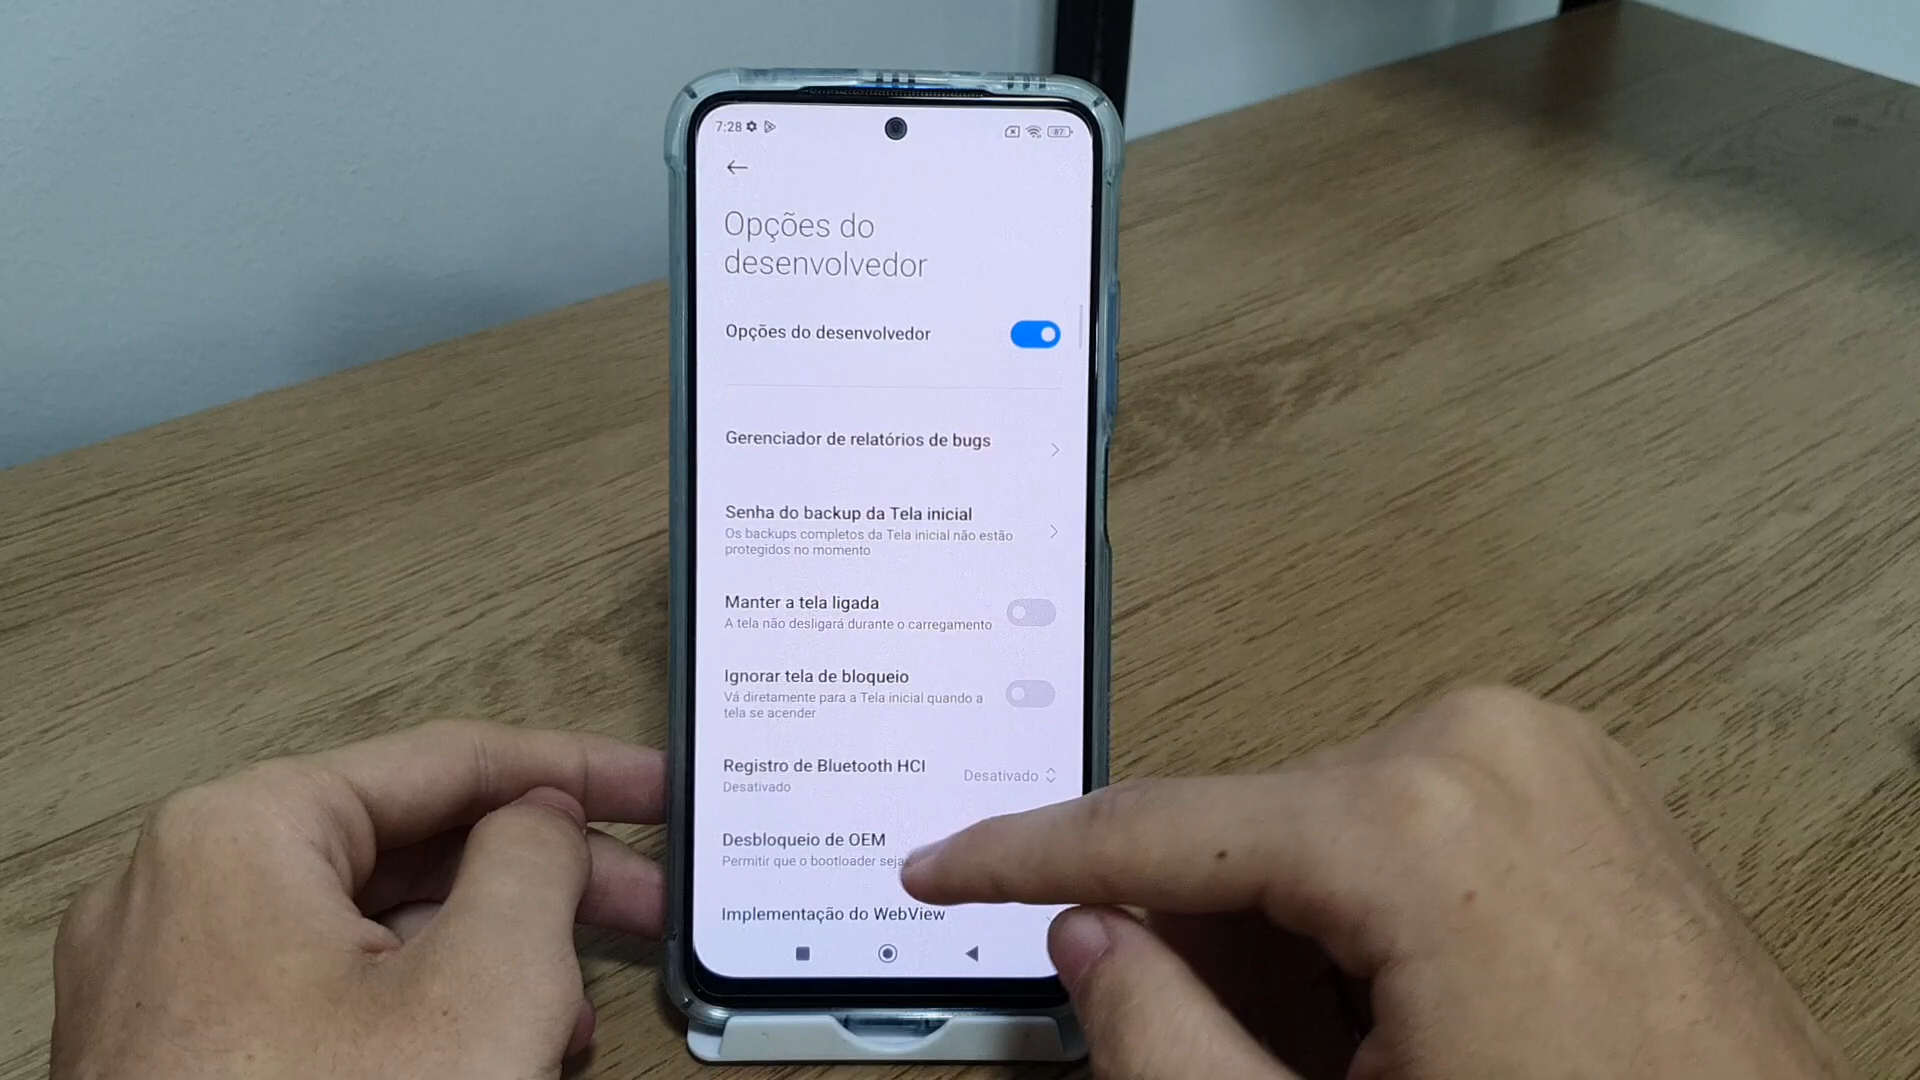 7:28
87
Opções do
desenvolvedor
Opções do desenvolvedor
Gerenciador de relatórios de bugs
Senha do backup da Tela inicial
Os backups completos da Tela inicial não estão
protegidos no momento
Manter a tela ligada
A tela não desligará durante o carregamento
Ignorar tela de bloqueio
Vá diretamente para a Tela inicial quando a
tela se acender
Registro de Bluetooth HCI
Desativado
Desativado
Desbloqueio de OEM
Permitir que o bootloader seja
Implementação do WebView